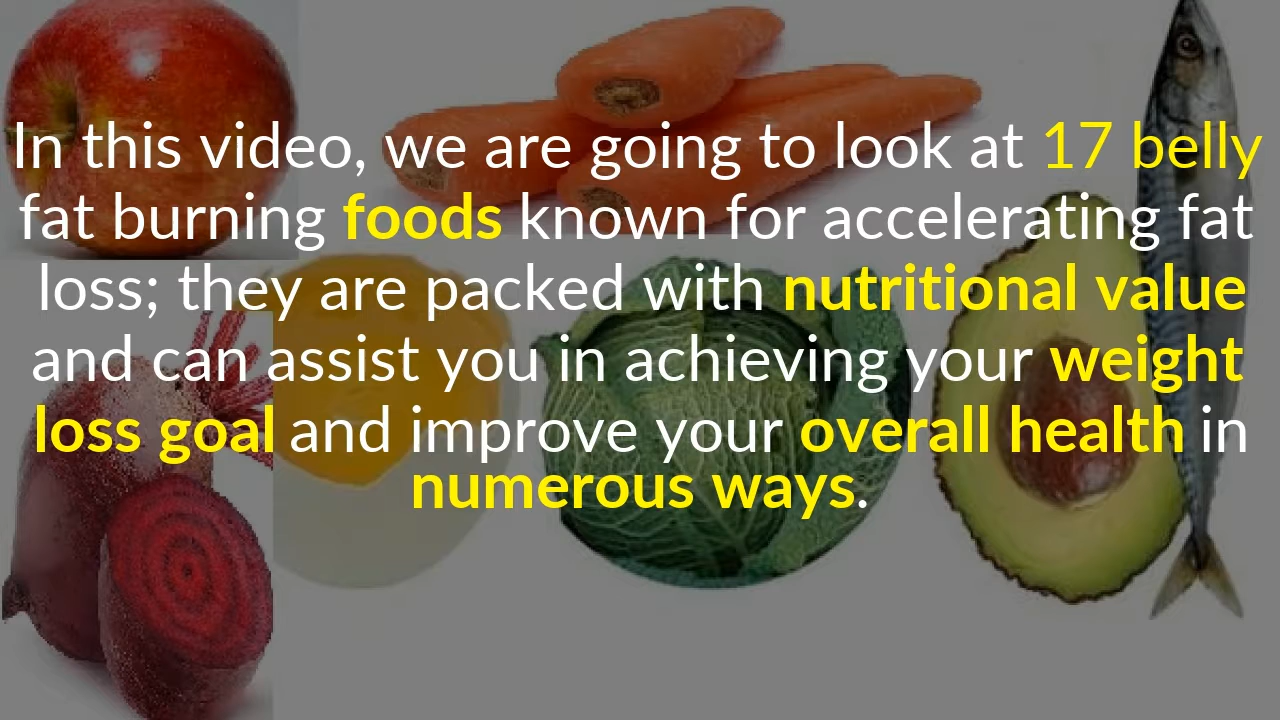 In this video, we are going to look at 17 belly
fat burning foods known for accelerating fat
loss; they are packed with nutritional value
and can assist you in achieving your weight
loss goal and improve your overall health in
numerous ways.